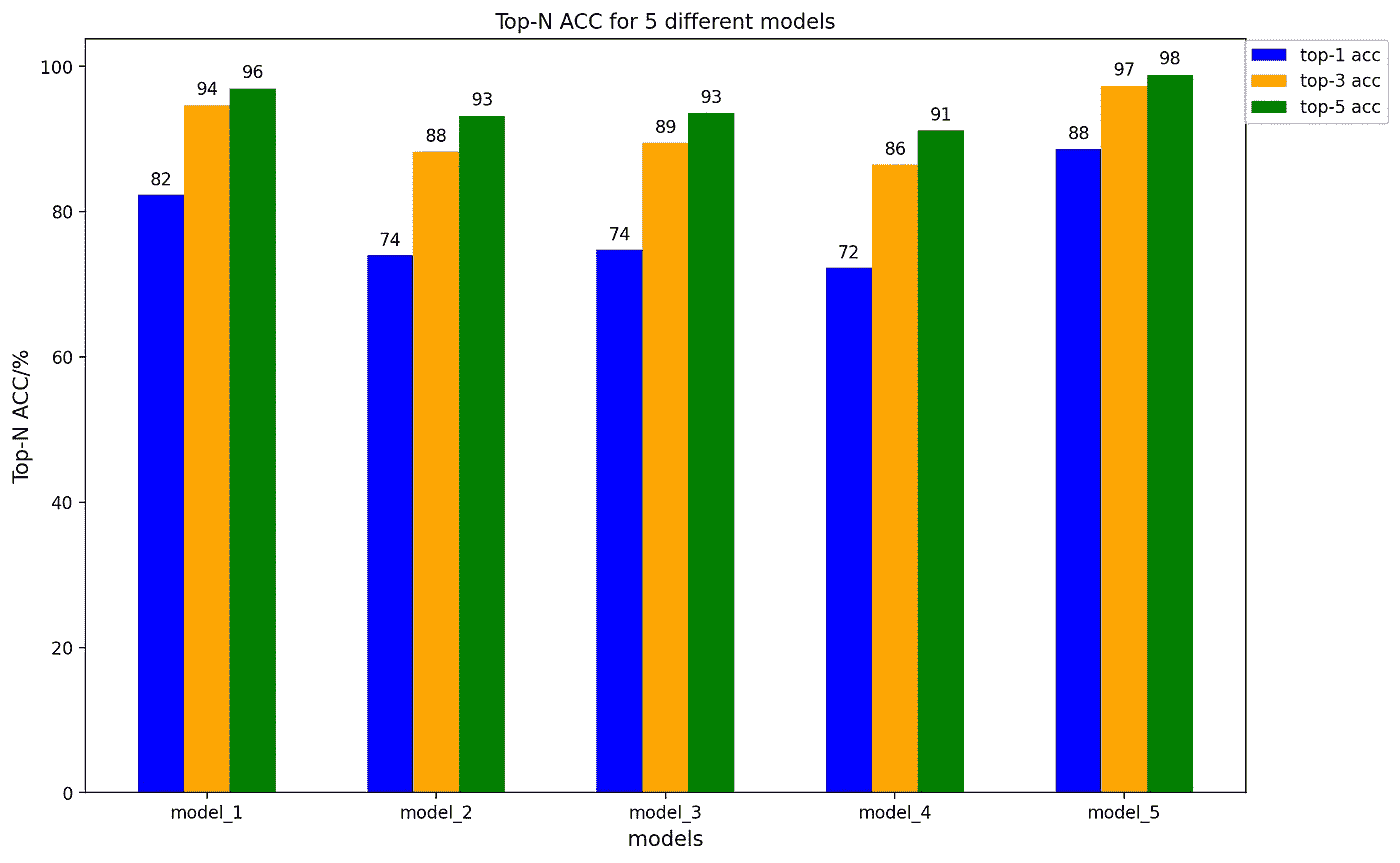 Top-N ACC for 5 different models
top-1 acc
top-3 acc
top-5 acc
Top-N ACC/%
100
80
60
40
20
0
82
94
96
74
88
93
74
89
93
72
86
91
88
97
98
model_1
model_2
model_3
model_4
model_5
models